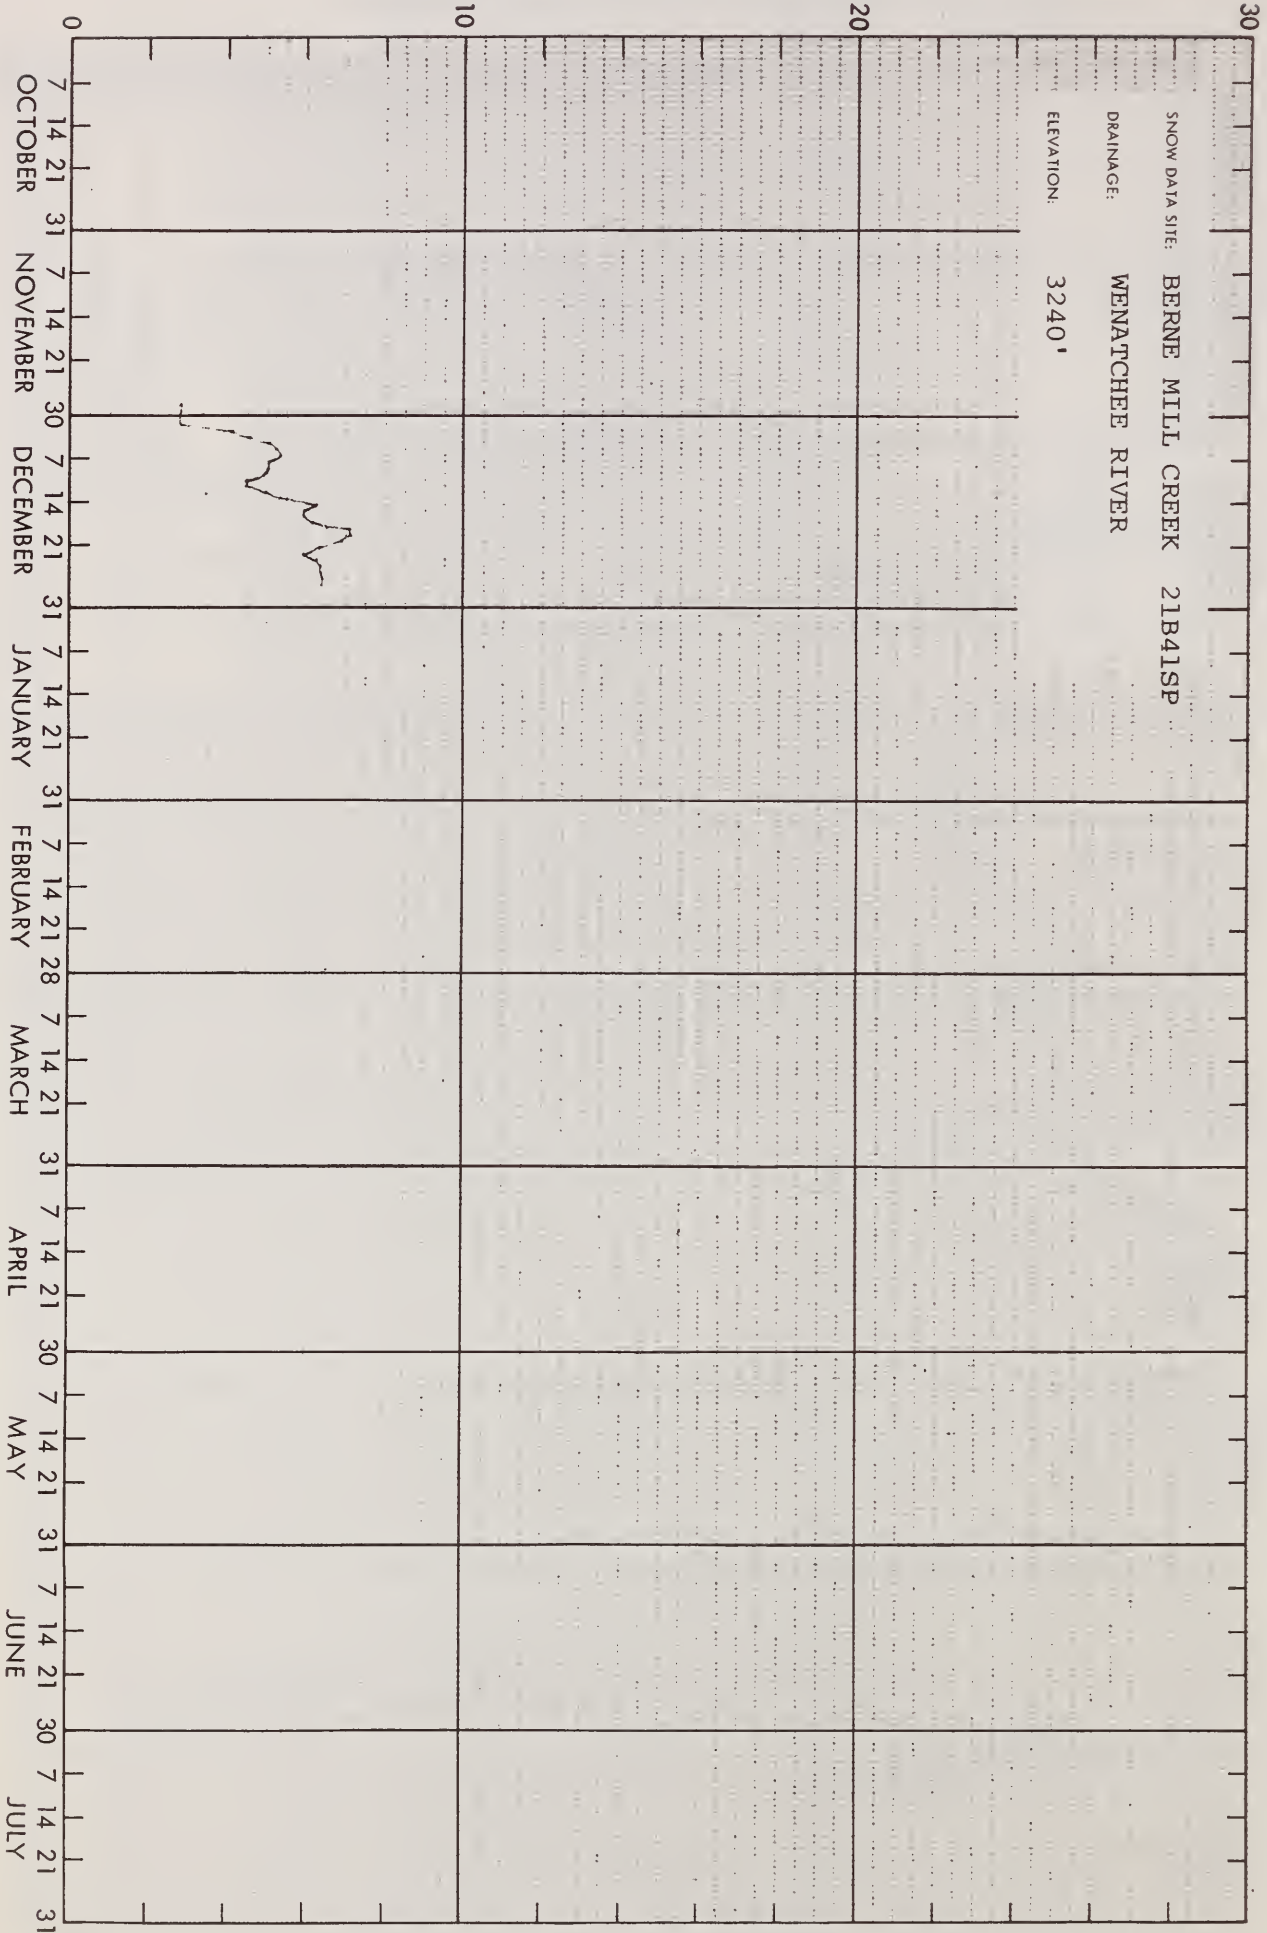 SNOW DATA SITE: BERNE MILL CREEK 21B41SP
DRAINAGE: WENATCHEE RIVER
ELEVATION: 3240'
30
20
10
0
7 14 21 31 7 14 21 30 7 14 21 31 7 14 21 31 7 14 21 28 7 14 21 31 7 14 21 30 7 14 21 31 7 14 21 30 7 14 21 31
OCTOBER NOVEMBER DECEMBER JANUARY FEBRUARY MARCH APRIL MAY JUNE JULY